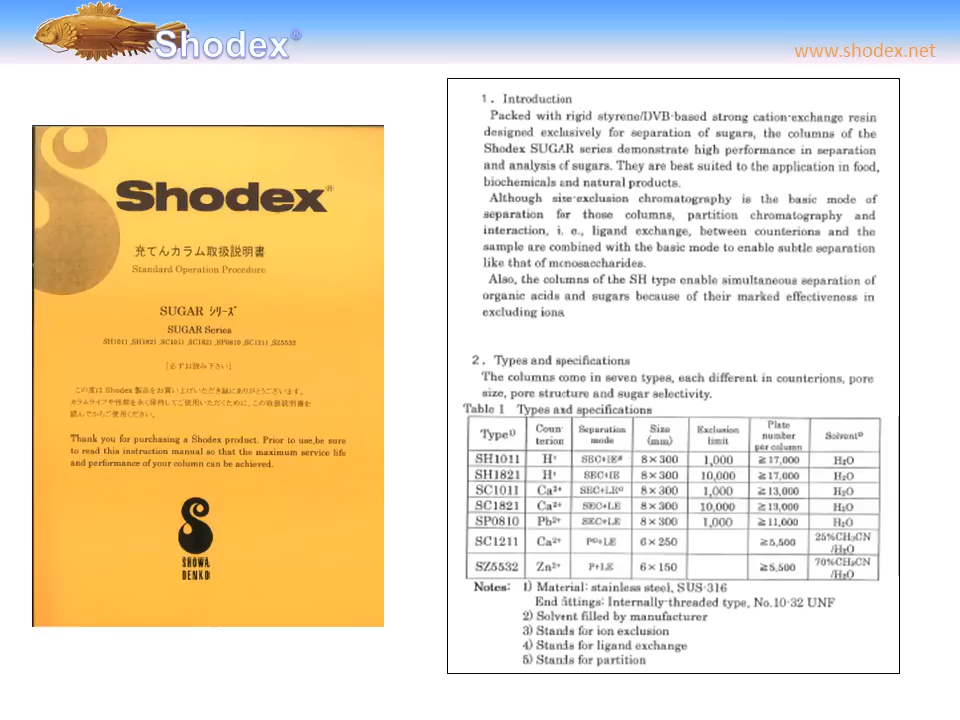 Shodex®
www.shodex.net
Shodex®
充てんカラム取扱説明書
Standard Operation Procedure
SUGAR シリーズ
SUGAR Series
SH1011 ,SH1821 ,SC1011 ,SC1821 ,SP0810 ,SC1211 ,SZ5532
[必ずお読み下さい]
この度は Shodex 製品をお買い上げいただき誠にありがとうございます。
カラムライフや性能を永く保持してご使用いただくために、この取扱説明書を
読んでからご使用ください。
Thank you for purchasing a Shodex product. Prior to use,be sure
to read this instruction manual so that the maximum service life
and performance of your column can be achieved.
SHOWA
DENKO
1. Introduction
Packed with rigid styrene/DVB-based strong cation-exchange resin
designed exclusively for separation of sugars, the columns of the
Shodex SUGAR series demonstrate high performance in separation
and analysis of sugars. They are best suited to the application in food,
biochemicals and natural products.
Although size-exclusion chromatography is the basic mode of
separation for those columns, partition chromatography and
interaction, i. e., ligand exchange, between counterions and the
sample are combined with the basic mode to enable subtle separation
like that of monosaccharides.
Also, the columns of the SH type enable simultaneous separation of
organic acids and sugars because of their marked effectiveness in
excluding ions
2. Types and specifications
The columns come in seven types, each different in counterions, pore
size, pore structure and sugar selectivity.
Table 1 Types and specifications
Type¹⁾ Coun-terion Separation mode Size (mm) Exclusion limit Plate number per column Solvent²⁾
SH1011 H⁺ SEC+IE³⁾ 8×300 1,000 ≧17,000 H₂O
SH1821 H⁺ SEC+IE 8×300 10,000 ≧17,000 H₂O
SC1011 Ca²⁺ SEC+LE⁴⁾ 8×300 1,000 ≧13,000 H₂O
SC1821 Ca²⁺ SEC+LE 8×300 10,000 ≧13,000 H₂O
SP0810 Pb²⁺ SEC+LE 8×300 1,000 ≧11,000 H₂O
SC1211 Ca²⁺ P⁵⁾+LE 6×250 ≧5,500 25%CH₃CN /H₂O
SZ5532 Zn²⁺ P+LE 6×150 ≧5,500 70%CH₃CN /H₂O
Notes: 1) Material: stainless steel, SUS-316
End fittings: Internally-threaded type, No.10-32 UNF
2) Solvent filled by manufacturer
3) Stands for ion exclusion
4) Stands for ligand exchange
5) Stands for partition